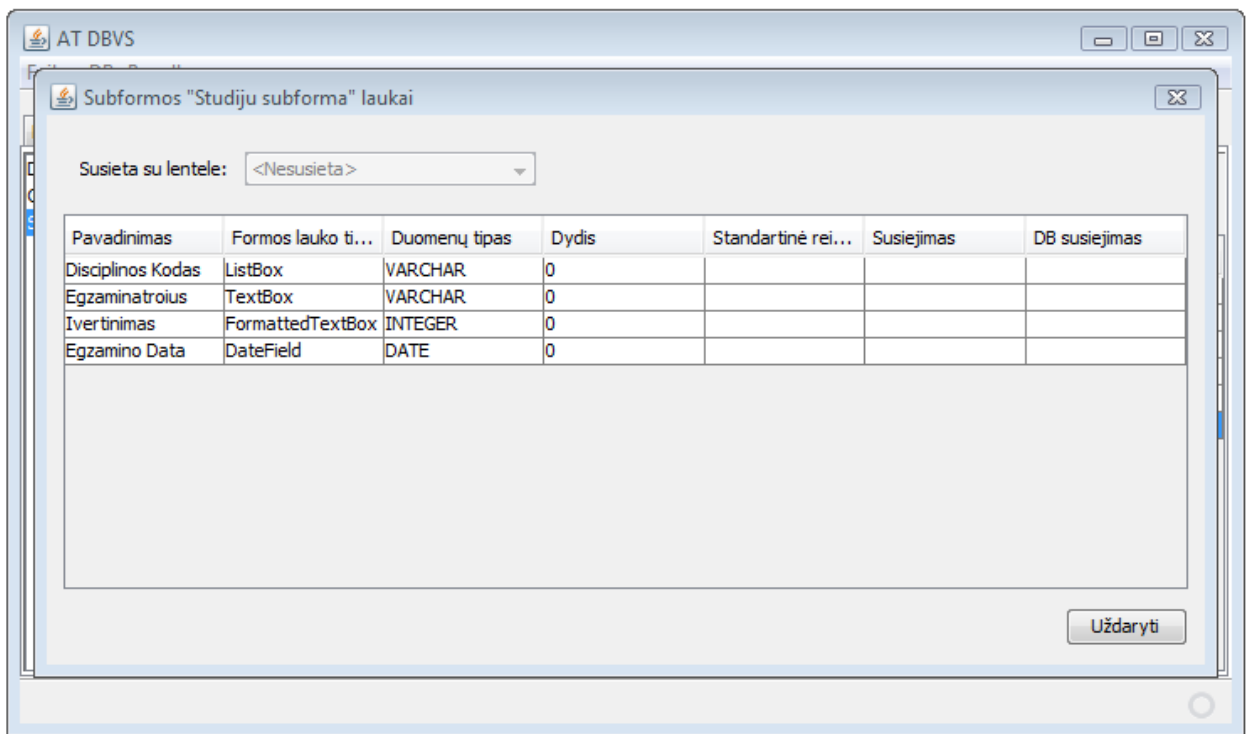 AT DBVS
Subformos "Studiju subforma" laukai
Susieta su lentele: <Nesusieta>
Pavadinimas Formos lauko ti... Duomenų tipas Dydis Standartinė rei... Susiejimas DB susiejimas
Disciplinos Kodas ListBox VARCHAR 0
Egzaminatroius TextBox VARCHAR 0
Ivertinimas FormattedTextBox INTEGER 0
Egzamino Data DateField DATE 0
Uždaryti